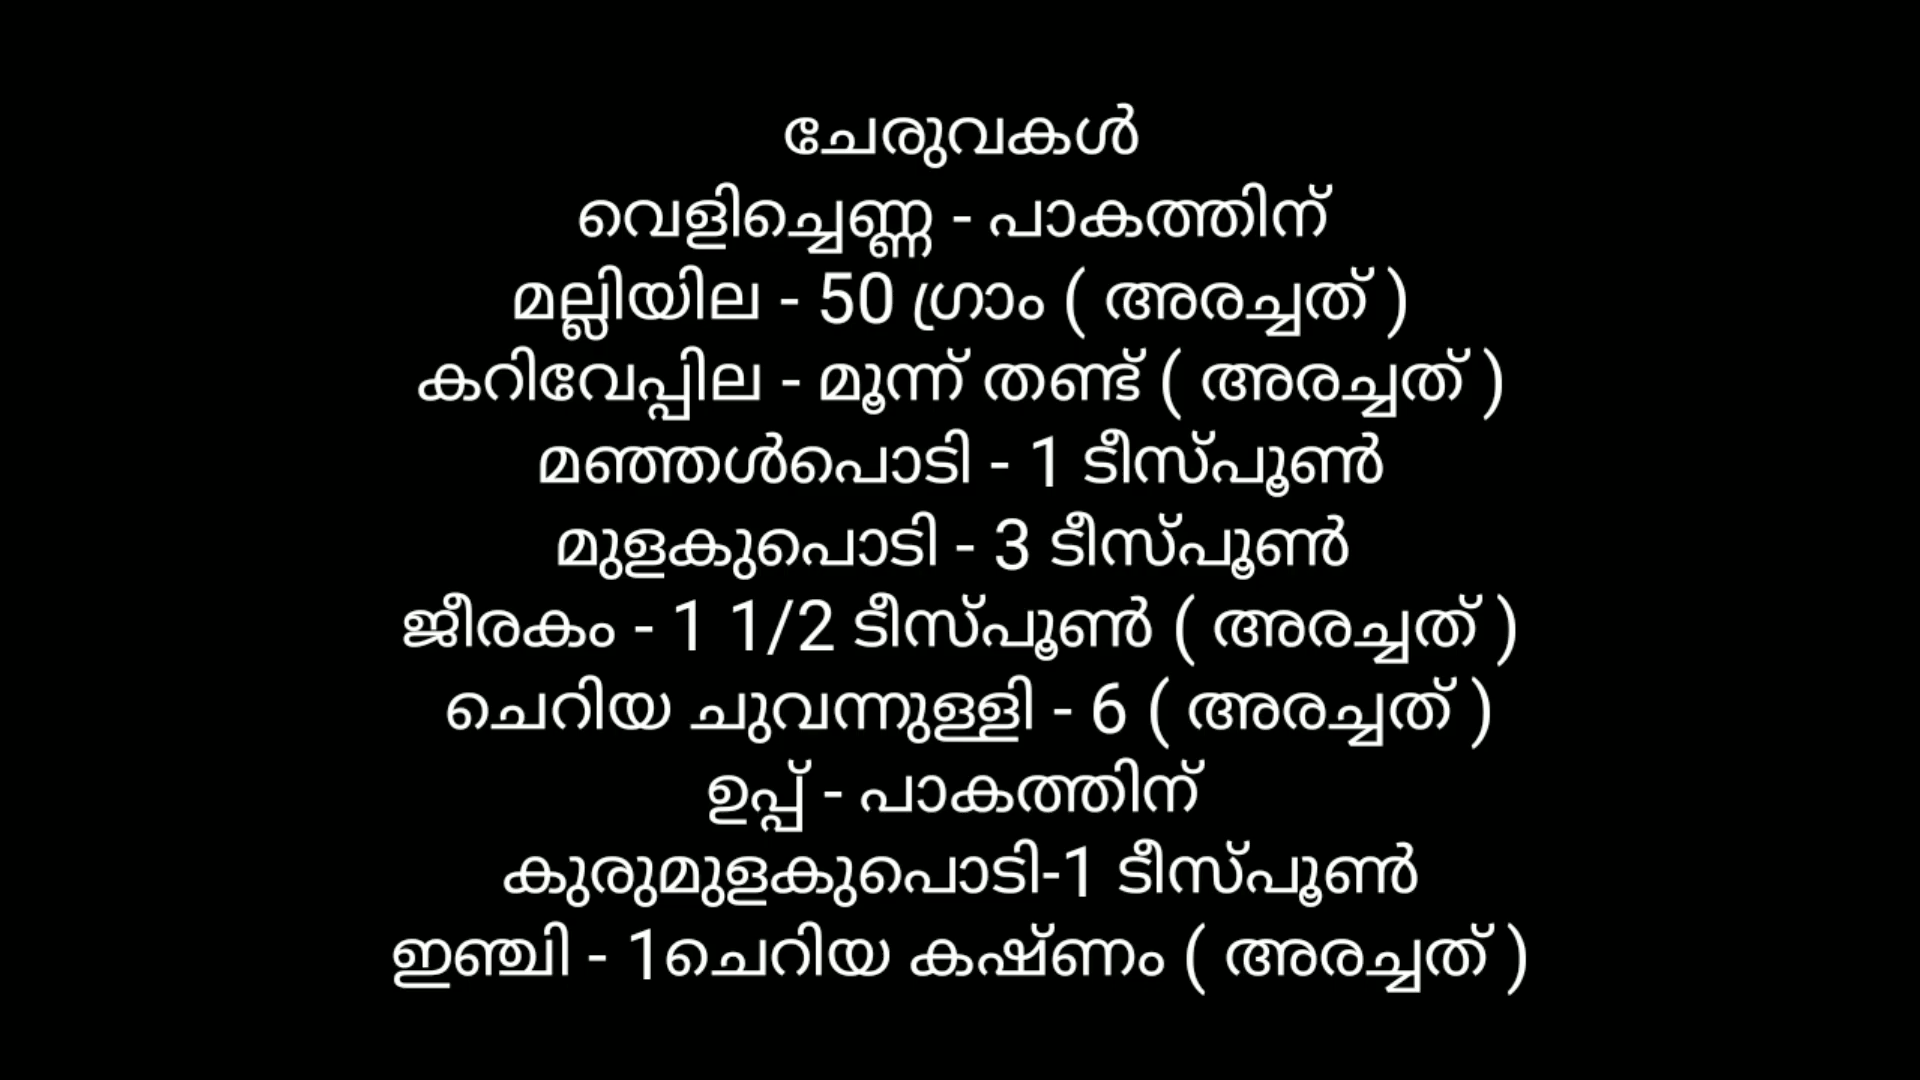 ചേരുവകൾ
വെളിച്ചെണ്ണ - പാകത്തിന്
മല്ലിയില - 50 ഗ്രാം ( അരച്ചത് )
കറിവേപ്പില - മൂന്ന് തണ്ട് ( അരച്ചത് )
മഞ്ഞൾപൊടി - 1 ടീസ്പൂൺ
മുളകുപൊടി - 3 ടീസ്പൂൺ
ജീരകം - 1 1/2 ടീസ്പൂൺ ( അരച്ചത് )
ചെറിയ ചുവന്നുള്ളി - 6 ( അരച്ചത് )
ഉപ്പ് - പാകത്തിന്
കുരുമുളകുപൊടി-1 ടീസ്പൂൺ
ഇഞ്ചി - 1ചെറിയ കഷ്ണം ( അരച്ചത് )